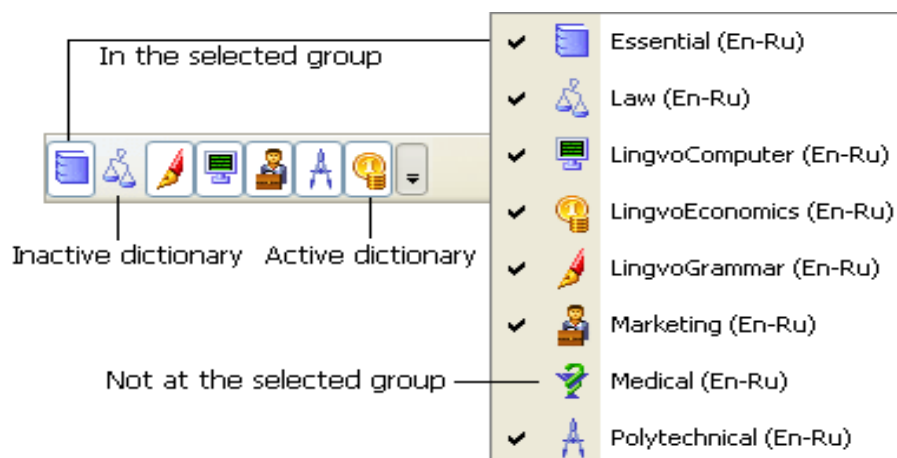 In the selected group
Inactive dictionary
Active dictionary
Not at the selected group
Essential (En-Ru)
Law (En-Ru)
LingvoComputer (En-Ru)
LingvoEconomics (En-Ru)
LingvoGrammar (En-Ru)
Marketing (En-Ru)
Medical (En-Ru)
Polytechnical (En-Ru)